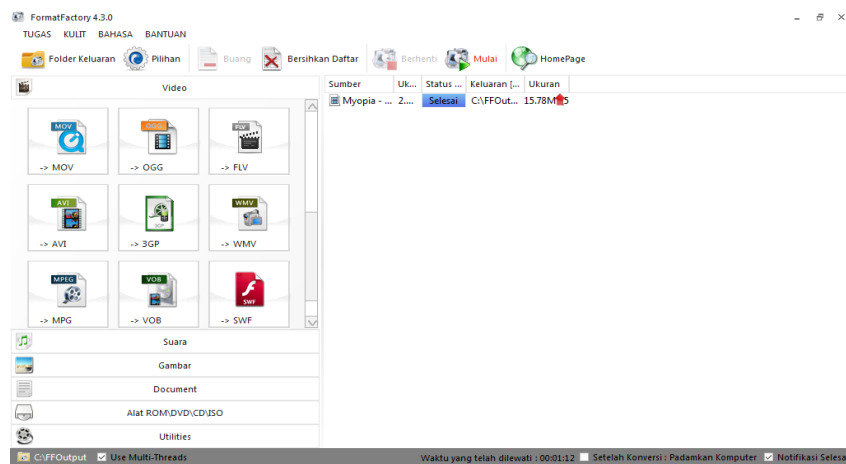 FormatFactory 4.3.0
TUGAS KULIT BAHASA BANTUAN
Folder Keluaran Pilihan Buang Bersihkan Daftar Berhenti Mulai HomePage
Video
Sumber Uk... Status ... Keluaran [... Ukuran
Myopia - ... 2.... Selesai C:\FFOut... 15.78M
MOV OGG FLV
-> MOV -> OGG -> FLV
AVI 3GP WMV
-> AVI -> 3GP -> WMV
MPEG VOB SWF
-> MPG -> VOB -> SWF
Suara
Gambar
Document
Alat ROM\DVD\CD\ISO
Utilities
C:\FFOutput Use Multi-Threads Waktu yang telah dilewati : 00:01:12 Setelah Konversi : Padamkan Komputer Notifikasi Selesa